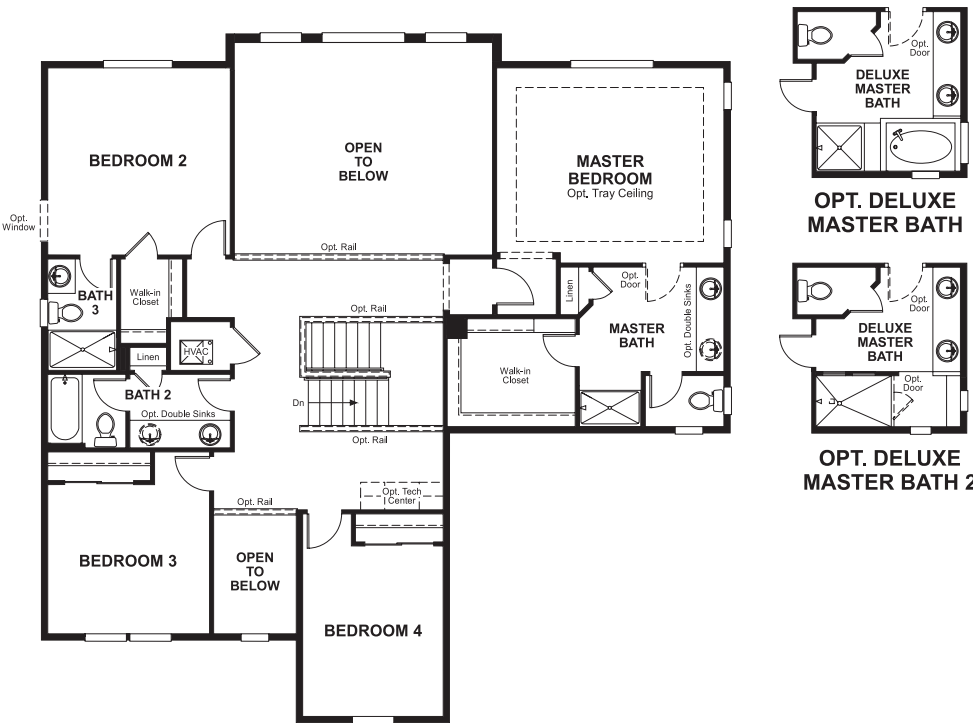 BEDROOM 2
OPEN
TO
BELOW
MASTER
BEDROOM
Opt. Tray Ceiling
Opt.
Window
Opt. Rail
BATH
3
Walk-in
Closet
HVAC
Linen
BATH 2
Opt. Double Sinks
Opt. Rail
Dn
Opt. Rail
Linen
Opt.
Door
Opt. Double Sinks
MASTER
BATH
Walk-in
Closet
Opt. Tech
Center
Opt. Rail
BEDROOM 3
OPEN
TO
BELOW
BEDROOM 4
Opt.
Door
DELUXE
MASTER
BATH
OPT. DELUXE
MASTER BATH
Opt.
Door
DELUXE
MASTER
BATH
Opt.
Door
OPT. DELUXE
MASTER BATH 2